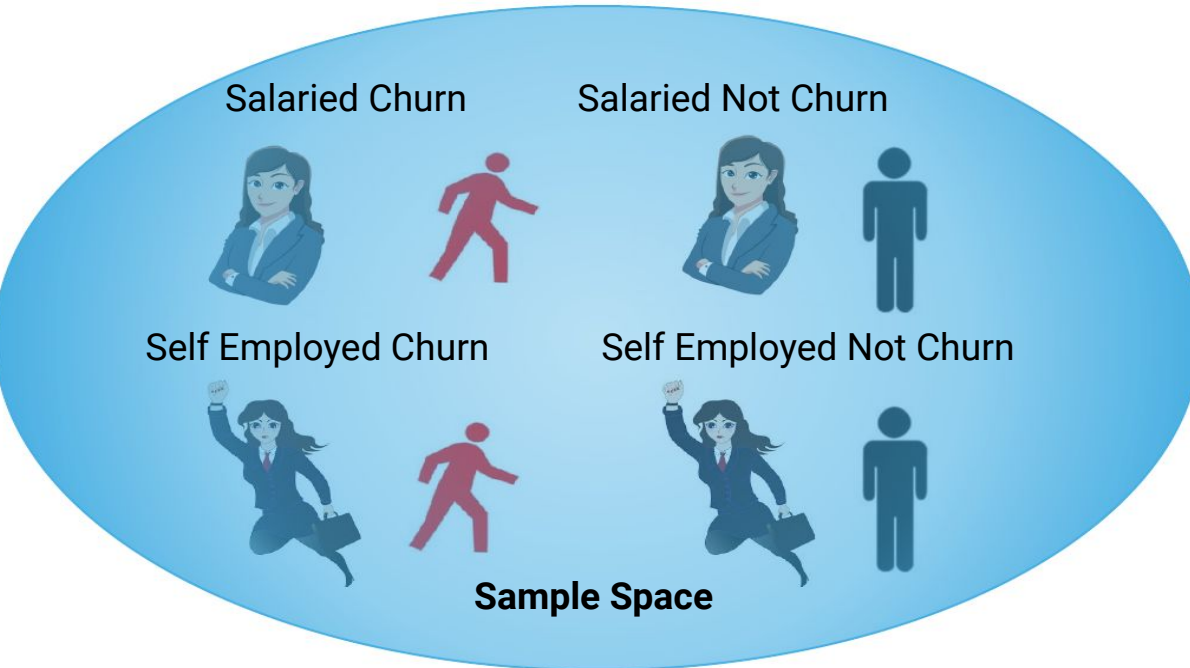 Salaried Churn
Salaried Not Churn
Self Employed Churn
Self Employed Not Churn
Sample Space